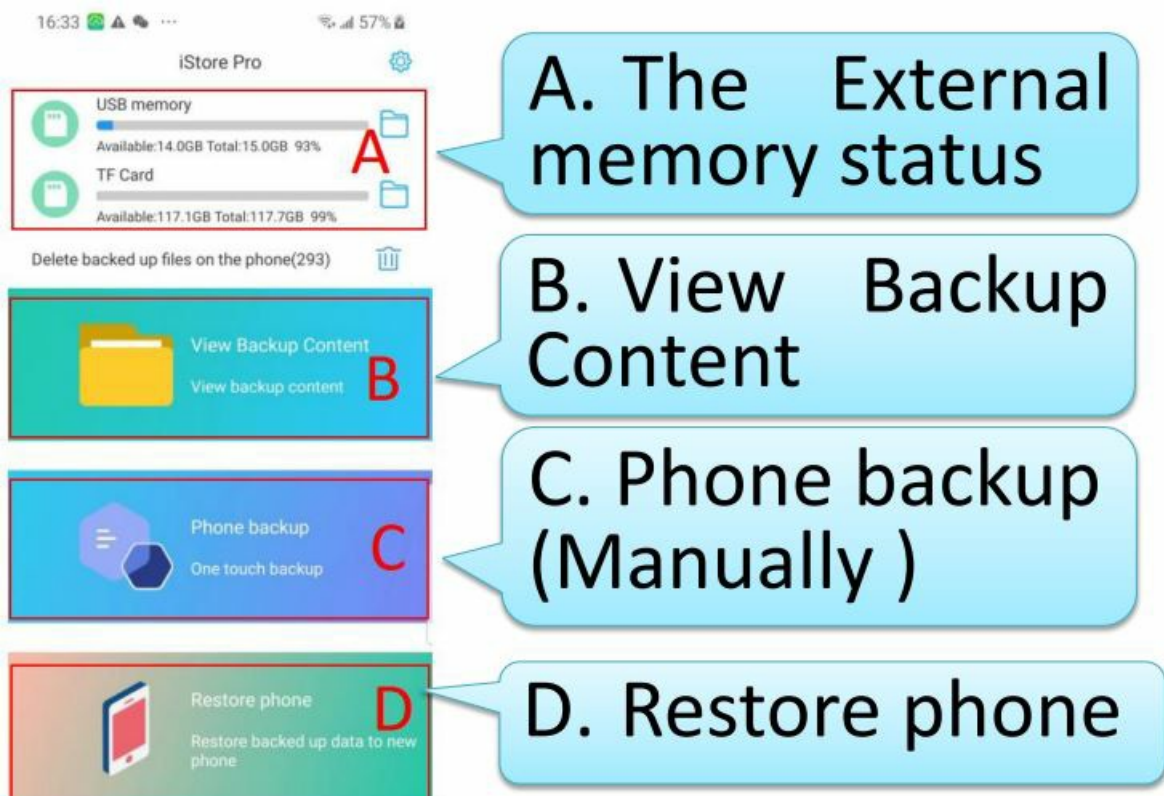 16:33 ... 57%
iStore Pro
USB memory
Available:14.0GB Total:15.0GB 93%
A
TF Card
Available:117.1GB Total:117.7GB 99%
Delete backed up files on the phone(293)
View Backup Content
View backup content
B
Phone backup
One touch backup
C
Restore phone
Restore backed up data to new
phone
D
A. The External
memory status
B. View Backup
Content
C. Phone backup
(Manually )
D. Restore phone